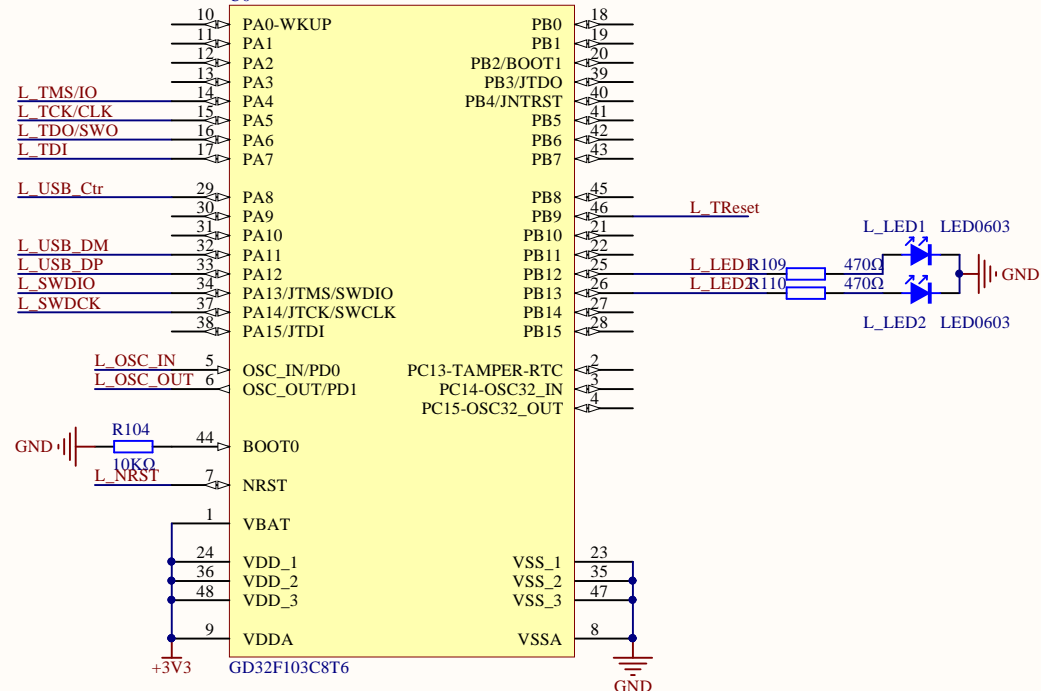 10 PA0-WKUP PB0 18
11 PA1 PB1 19
12 PA2 PB2/BOOT1 20
13 PA3 PB3/JTDO 39
L_TMS/IO 14 PA4 PB4/JNTRST 40
L_TCK/CLK 15 PA5 PB5 41
L_TDO/SWO 16 PA6 PB6 42
L_TDI 17 PA7 PB7 43
L_USB_Ctr 29 PA8 PB8 45
30 PA9 PB9 46 L_TReset
31 PA10 PB10 21
L_LED1 LED0603
L_USB_DM 32 PA11 PB11 22
L_USB_DP 33 PA12 PB12 25 L_LED1 R109 470Ω GND
L_SWDIO 34 PA13/JTMS/SWDIO PB13 26 L_LED2 R110 470Ω
L_SWDCK 37 PA14/JTCK/SWCLK PB14 27
L_LED2 LED0603
38 PA15/JTDI PB15 28
L_OSC_IN 5 OSC_IN/PD0 PC13-TAMPER-RTC 2
L_OSC_OUT 6 OSC_OUT/PD1 PC14-OSC32_IN 3
PC15-OSC32_OUT 4
R104
GND 44 BOOT0
10KΩ
L_NRST 7 NRST
1 VBAT
24 VDD_1 VSS_1 23
36 VDD_2 VSS_2 35
48 VDD_3 VSS_3 47
9 VDDA VSSA 8
+3V3 GD32F103C8T6
GND